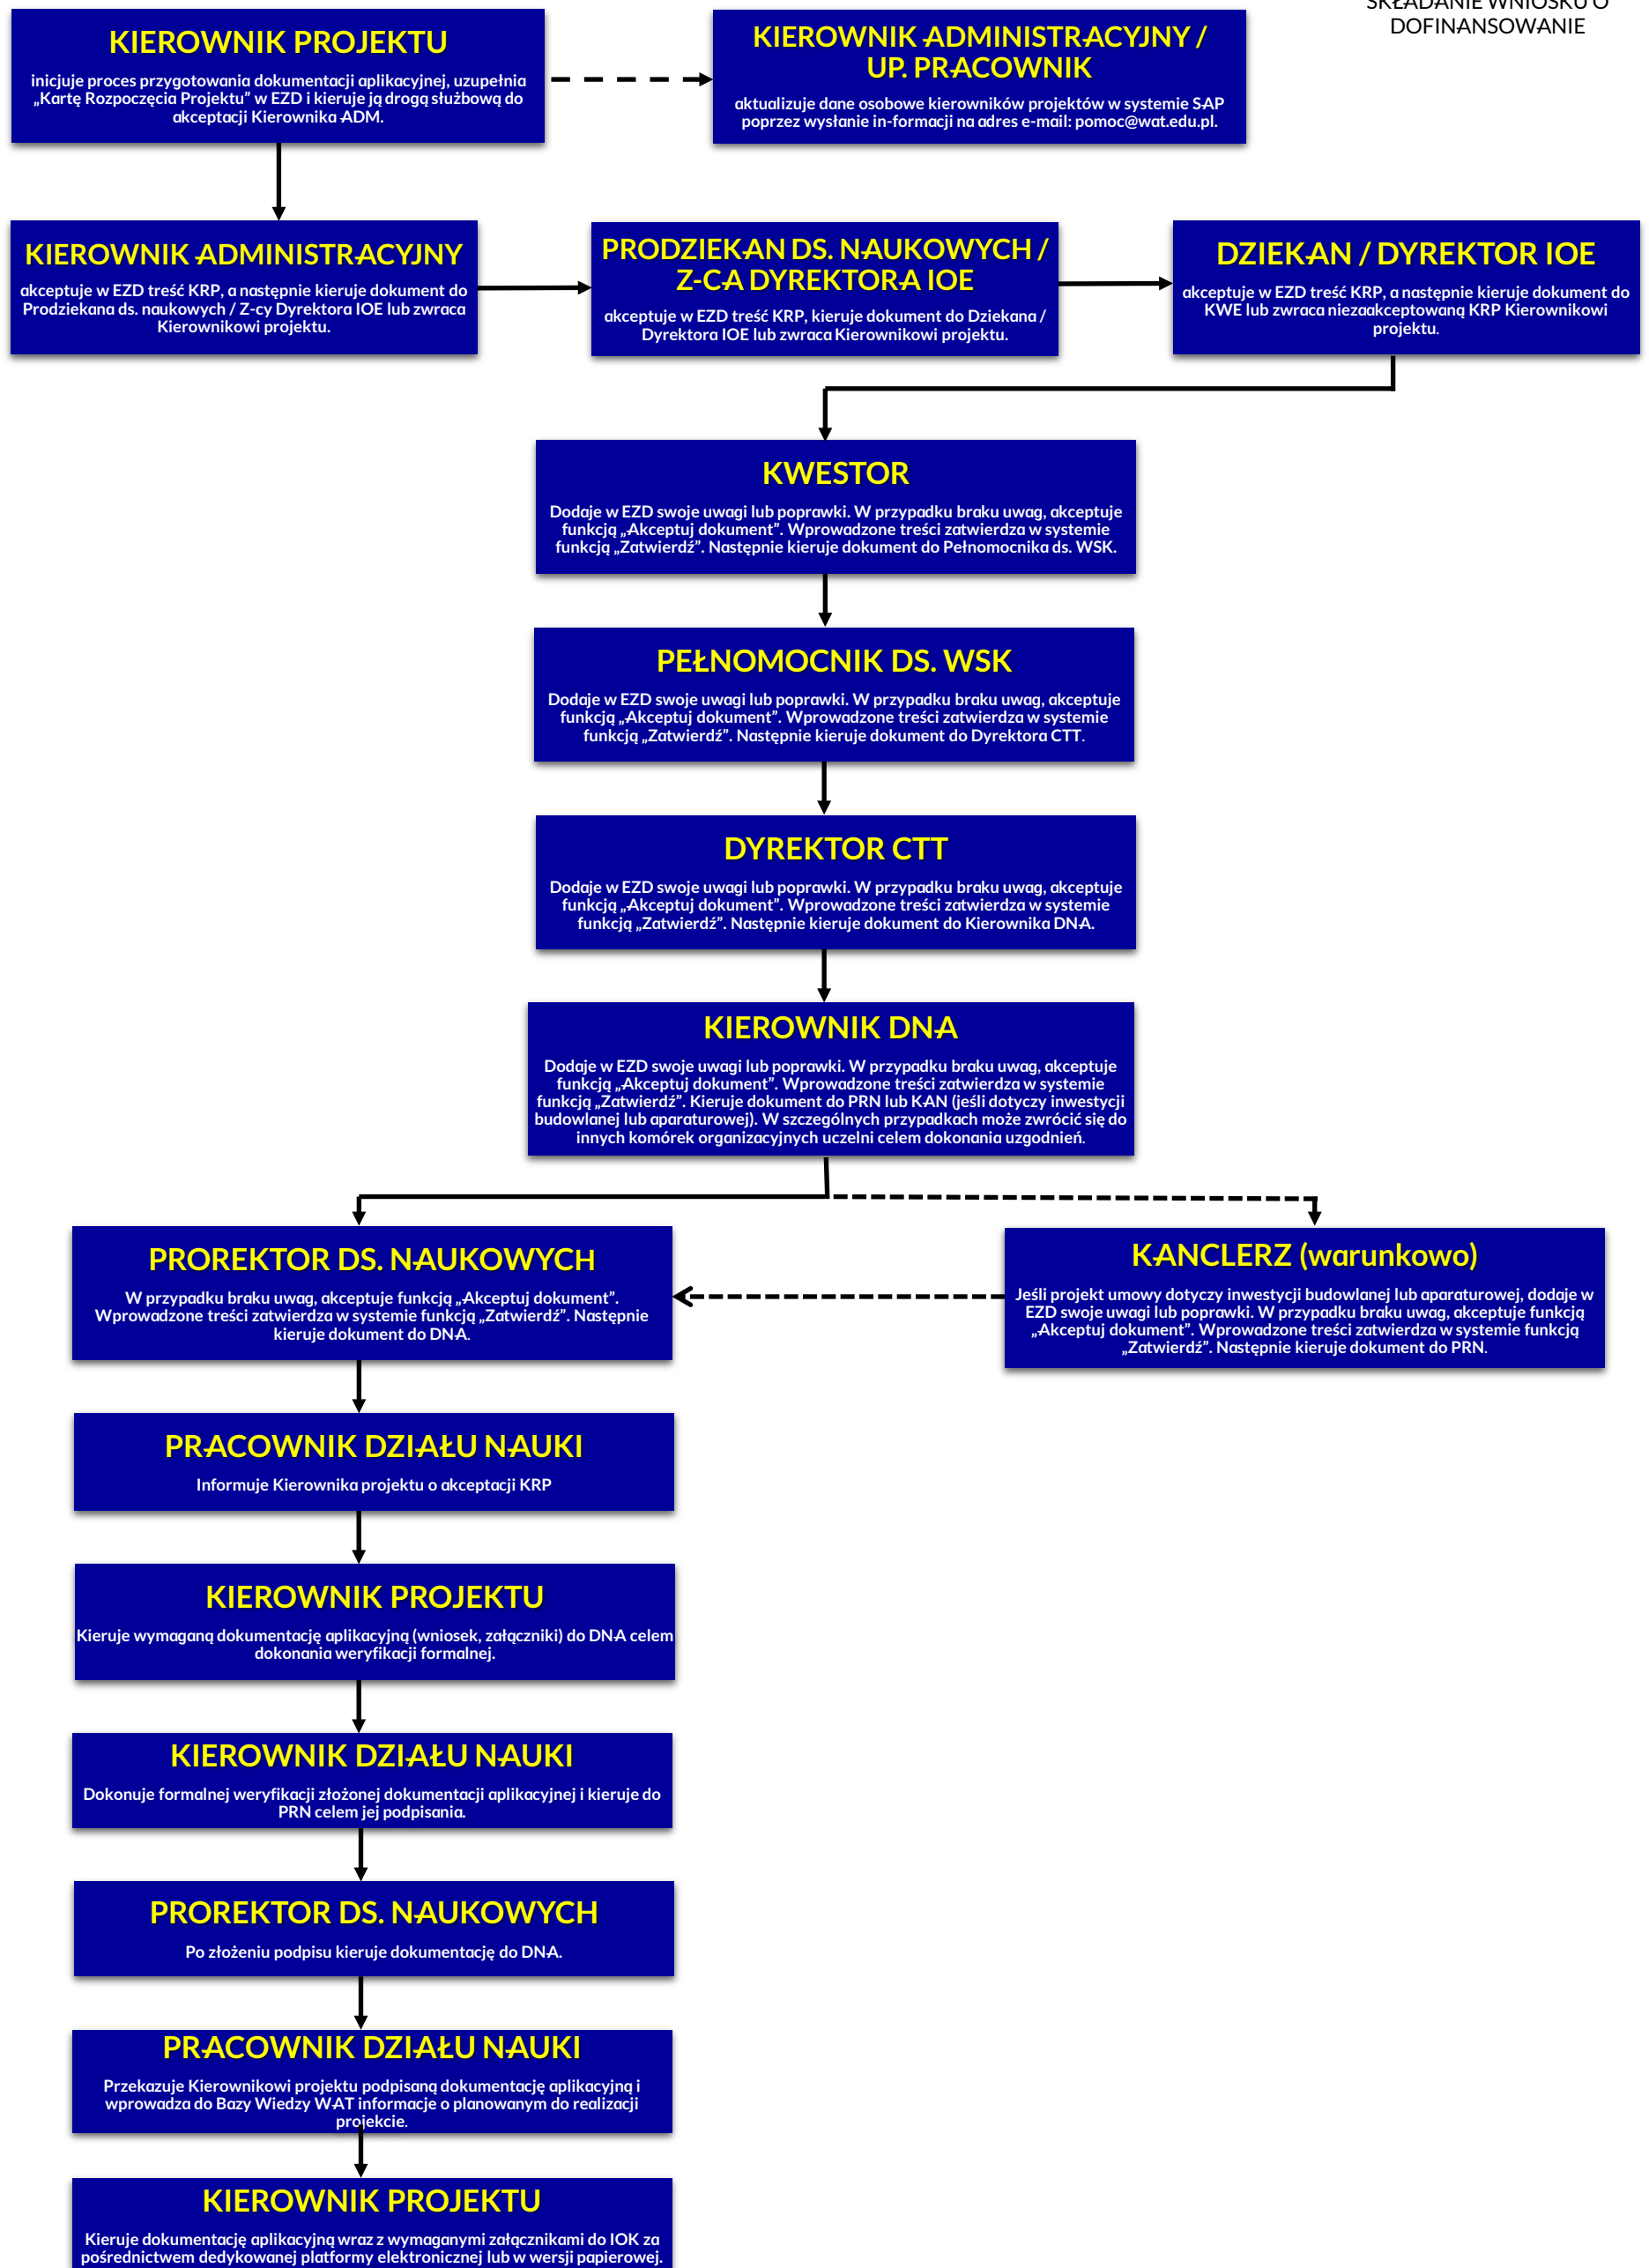 SKŁADANIE WNIOSKU O
DOFINANSOWANIE
KIEROWNIK PROJEKTU
inicjuje proces przygotowania dokumentacji aplikacyjnej, uzupełnia
„Kartę Rozpoczęcia Projektu” w EZD i kieruje ją drogą służbową do
akceptacji Kierownika ADM.
KIEROWNIK ADMINISTRACYJNY /
UP. PRACOWNIK
aktualizuje dane osobowe kierowników projektów w systemie SAP
poprzez wysłanie in-formacji na adres e-mail: pomoc@wat.edu.pl.
KIEROWNIK ADMINISTRACYJNY
akceptuje w EZD treść KRP, a następnie kieruje dokument do
Prodziekana ds. naukowych / Z-cy Dyrektora IOE lub zwraca
Kierownikowi projektu.
PRODZIEKAN DS. NAUKOWYCH /
Z-CA DYREKTORA IOE
akceptuje w EZD treść KRP, kieruje dokument do Dziekana /
Dyrektora IOE lub zwraca Kierownikowi projektu.
DZIEKAN / DYREKTOR IOE
akceptuje w EZD treść KRP, a następnie kieruje dokument do
KWE lub zwraca niezaakceptowaną KRP Kierownikowi
projektu.
KWESTOR
Dodaje w EZD swoje uwagi lub poprawki. W przypadku braku uwag, akceptuje
funkcją „Akceptuj dokument”. Wprowadzone treści zatwierdza w systemie
funkcją „Zatwierdź”. Następnie kieruje dokument do Pełnomocnika ds. WSK.
PEŁNOMOCNIK DS. WSK
Dodaje w EZD swoje uwagi lub poprawki. W przypadku braku uwag, akceptuje
funkcją „Akceptuj dokument”. Wprowadzone treści zatwierdza w systemie
funkcją „Zatwierdź”. Następnie kieruje dokument do Dyrektora CTT.
DYREKTOR CTT
Dodaje w EZD swoje uwagi lub poprawki. W przypadku braku uwag, akceptuje
funkcją „Akceptuj dokument”. Wprowadzone treści zatwierdza w systemie
funkcją „Zatwierdź”. Następnie kieruje dokument do Kierownika DNA.
KIEROWNIK DNA
Dodaje w EZD swoje uwagi lub poprawki. W przypadku braku uwag, akceptuje
funkcją „Akceptuj dokument”. Wprowadzone treści zatwierdza w systemie
funkcją „Zatwierdź”. Kieruje dokument do PRN lub KAN (jeśli dotyczy inwestycji
budowlanej lub aparaturowej). W szczególnych przypadkach może zwrócić się do
innych komórek organizacyjnych uczelni celem dokonania uzgodnień.
PROREKTOR DS. NAUKOWYCH
W przypadku braku uwag, akceptuje funkcją „Akceptuj dokument”.
Wprowadzone treści zatwierdza w systemie funkcją „Zatwierdź”. Następnie
kieruje dokument do DNA.
KANCLERZ (warunkowo)
Jeśli projekt umowy dotyczy inwestycji budowlanej lub aparaturowej, dodaje w
EZD swoje uwagi lub poprawki. W przypadku braku uwag, akceptuje funkcją
„Akceptuj dokument”. Wprowadzone treści zatwierdza w systemie funkcją
„Zatwierdź”. Następnie kieruje dokument do PRN.
PRACOWNIK DZIAŁU NAUKI
Informuje Kierownika projektu o akceptacji KRP
KIEROWNIK PROJEKTU
Kieruje wymaganą dokumentację aplikacyjną (wniosek, załączniki) do DNA celem
dokonania weryfikacji formalnej.
KIEROWNIK DZIAŁU NAUKI
Dokonuje formalnej weryfikacji złożonej dokumentacji aplikacyjnej i kieruje do
PRN celem jej podpisania.
PROREKTOR DS. NAUKOWYCH
Po złożeniu podpisu kieruje dokumentację do DNA.
PRACOWNIK DZIAŁU NAUKI
Przekazuje Kierownikowi projektu podpisaną dokumentację aplikacyjną i
wprowadza do Bazy Wiedzy WAT informacje o planowanym do realizacji
projekcie.
KIEROWNIK PROJEKTU
Kieruje dokumentację aplikacyjną wraz z wymaganymi załącznikami do IOK za
pośrednictwem dedykowanej platformy elektronicznej lub w wersji papierowej.